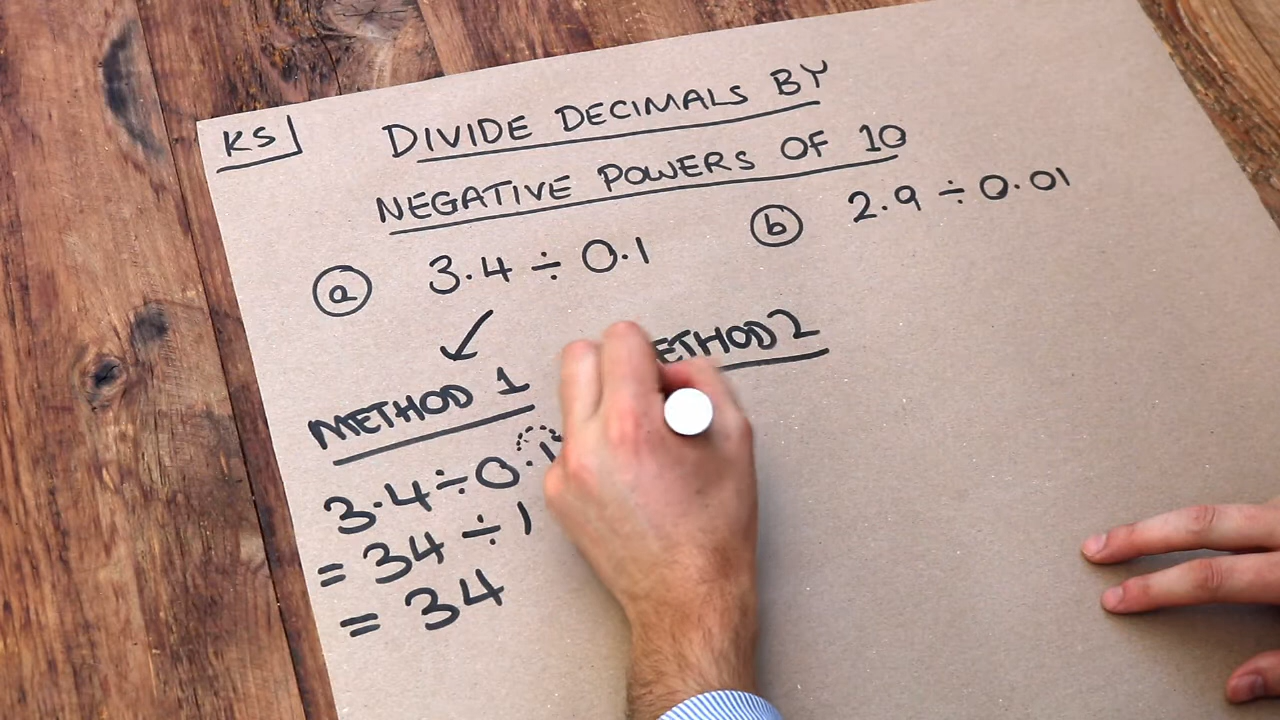 KS
DIVIDE DECIMALS BY
NEGATIVE POWERS OF 10
a 3.4 ÷ 0.1
b 2.9 ÷ 0.01
METHOD 1
3.4 ÷ 0.1
= 34 ÷ 1
= 34
2